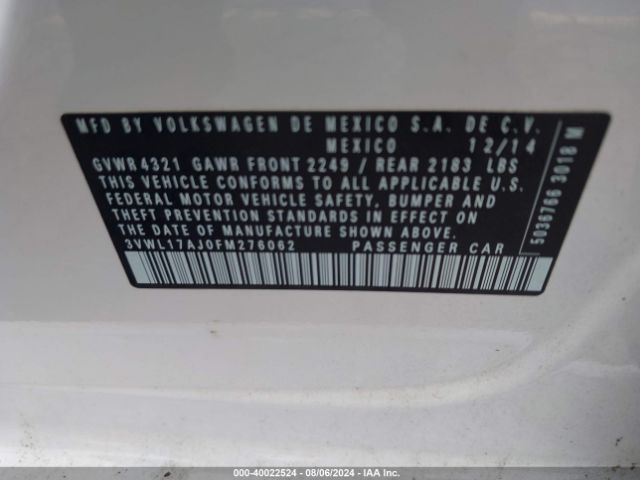 MFD BY VOLKSWAGEN DE MEXICO S.A. DE C.V.
MEXICO 12/14
GVWR 4321 GAWR FRONT 2249 / REAR 2183 LBS
THIS VEHICLE CONFORMS TO ALL APPLICABLE U.S.
FEDERAL MOTOR VEHICLE SAFETY, BUMPER AND
THEFT PREVENTION STANDARDS IN EFFECT ON
THE DATE OF MANUFACTURE SHOWN ABOVE.
3VWL17AJ0FM276062 PASSENGER CAR
5036766 3018 M
000-40022524 | 08/06/2024 | IAA Inc.